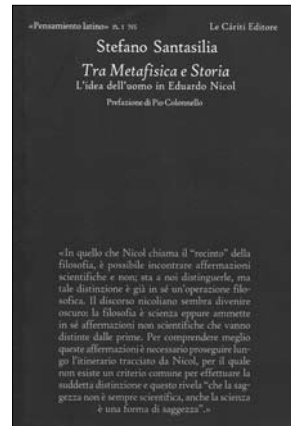 «Pensamiento latino» n. 1
Le Càriti Editore
Stefano Santasilia
Tra Metafisica e Storia
L'idea dell'uomo in Eduardo Nicol
Prefazione di Pio Colonnello
«In quello che Nicol chiama il "recinto" della
filosofia, è possibile incontrare affermazioni
scientifiche e non; sta a noi distinguerle, ma
tale distinzione è già in sé un'operazione filo-
sofica. Il discorso nicoliano sembra divenire
oscuro: la filosofia è scienza eppure ammette
in sé affermazioni non scientifiche che vanno
distinte dalle prime. Per comprendere meglio
queste affermazioni è necessario proseguire lun-
go l'itinerario tracciato da Nicol, per il quale
non esiste un criterio comune per effettuare la
suddetta distinzione e questo rivela "che la sag-
gezza non è sempre scientifica, anche la scienza
è una forma di saggezza".»